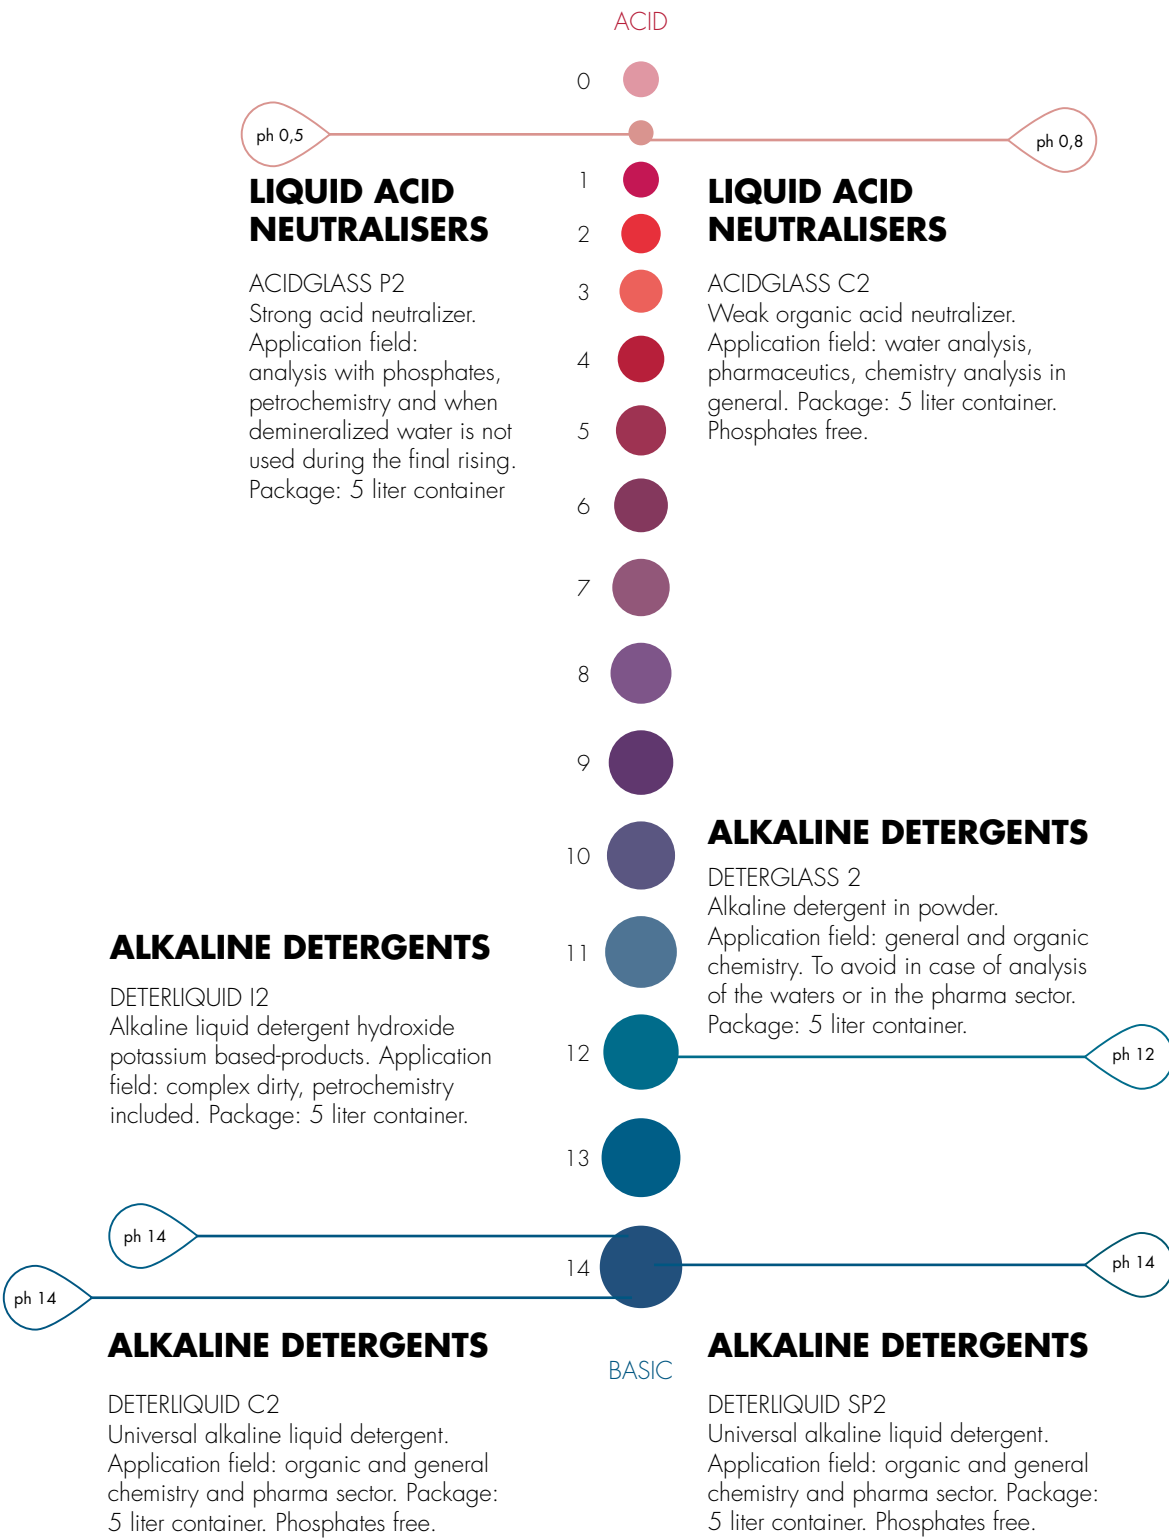 ACID
0
ph 0,5
ph 0,8
LIQUID ACID
NEUTRALISERS
ACIDGLASS P2
Strong acid neutralizer.
Application field:
analysis with phosphates,
petrochemistry and when
demineralized water is not
used during the final rising.
Package: 5 liter container
LIQUID ACID
NEUTRALISERS
ACIDGLASS C2
Weak organic acid neutralizer.
Application field: water analysis,
pharmaceutics, chemistry analysis in
general. Package: 5 liter container.
Phosphates free.
1
2
3
4
5
6
7
8
9
10
11
12
13
14
ALKALINE DETERGENTS
DETERGLASS 2
Alkaline detergent in powder.
Application field: general and organic
chemistry. To avoid in case of analysis
of the waters or in the pharma sector.
Package: 5 liter container.
ph 12
ALKALINE DETERGENTS
DETERLIQUID I2
Alkaline liquid detergent hydroxide
potassium based-products. Application
field: complex dirty, petrochemistry
included. Package: 5 liter container.
ph 14
ph 14
ph 14
BASIC
ALKALINE DETERGENTS
DETERLIQUID C2
Universal alkaline liquid detergent.
Application field: organic and general
chemistry and pharma sector. Package:
5 liter container. Phosphates free.
ALKALINE DETERGENTS
DETERLIQUID SP2
Universal alkaline liquid detergent.
Application field: organic and general
chemistry and pharma sector. Package:
5 liter container. Phosphates free.